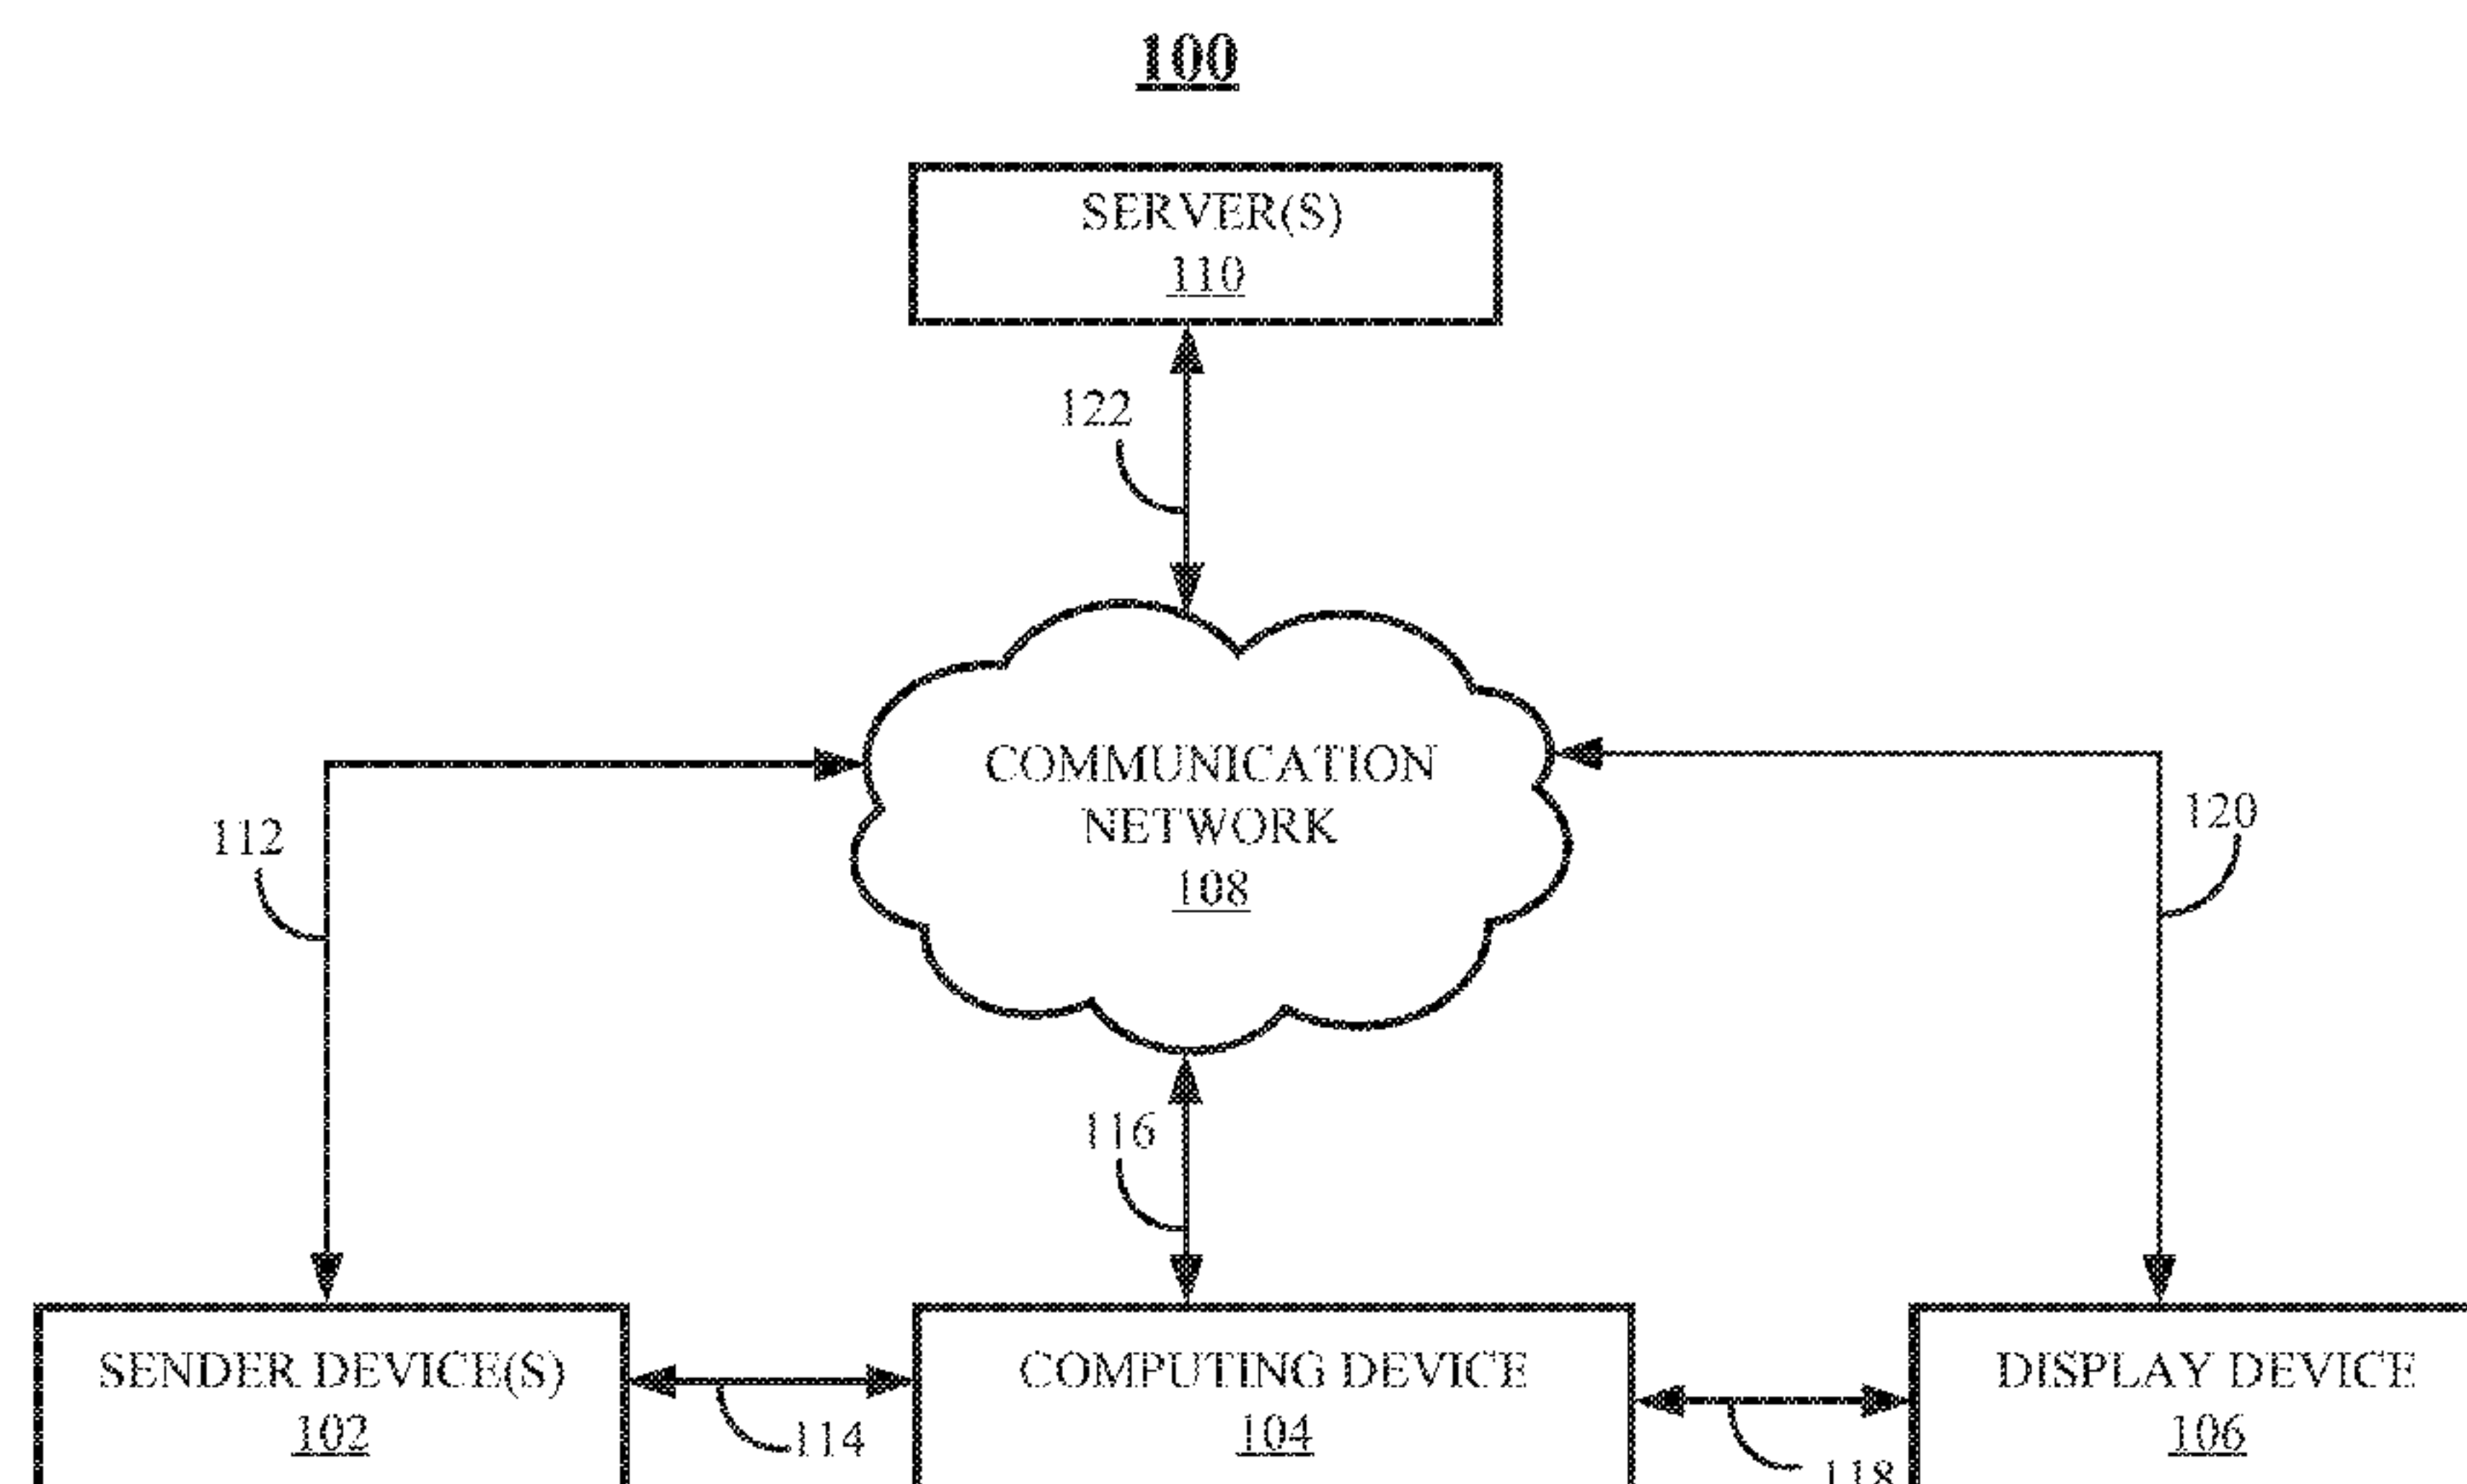 100
SERVER(S)
110
122
COMMUNICATION
NETWORK
108
112
120
116
SENDER DEVICE(S)
102
114
COMPUTING DEVICE
104
118
DISPLAY DEVICE
106